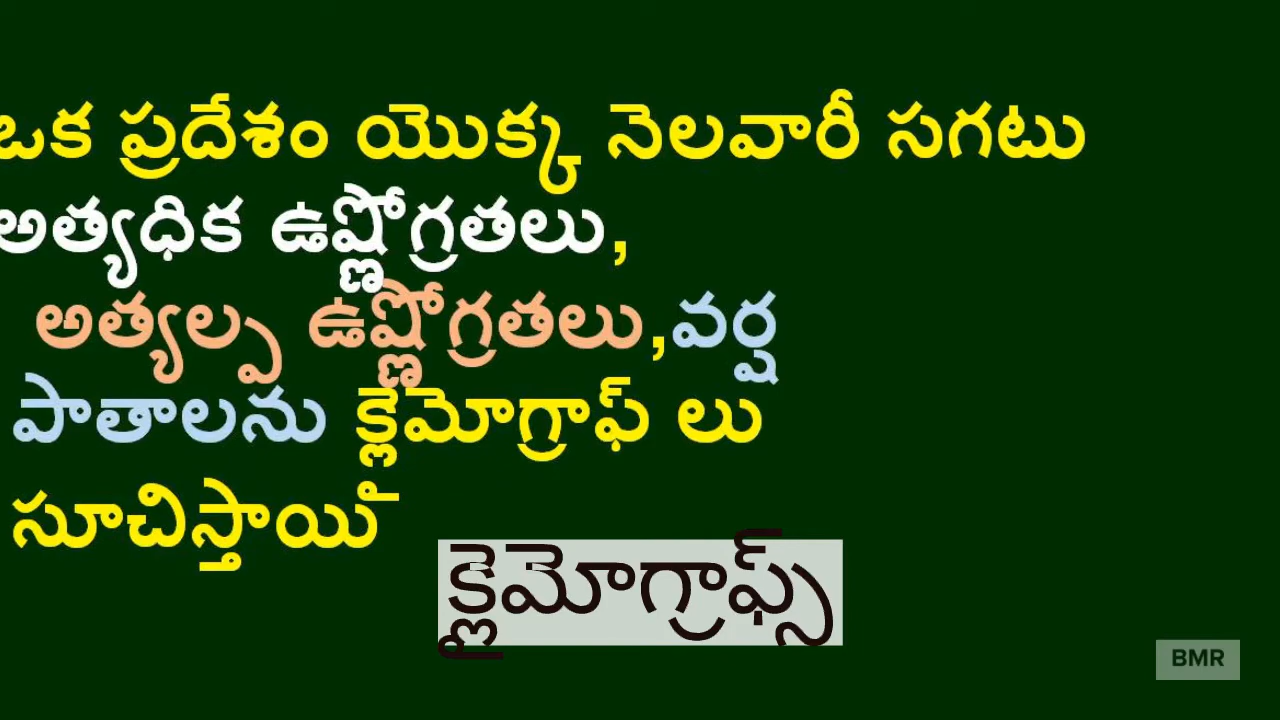 ఒక ప్రదేశం యొక్క నెలవారీ సగటు
అత్యధిక ఉష్ణోగ్రతలు,
అత్యల్ప ఉష్ణోగ్రతలు,వర్ష
పాతాలను క్లైమోగ్రాఫ్ లు
సూచిస్తాయి
క్లైమోగ్రాఫ్స్
BMR